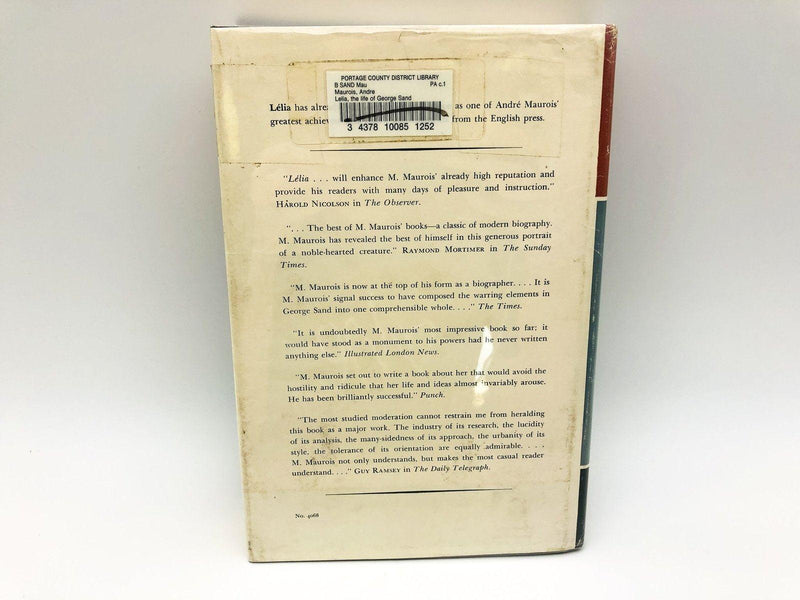 PORTAGE COUNTY DISTRICT LIBRARY
B SAND Mau PA c.1
Maurois, Andre
Lelia, the life of George Sand
3 4378 10085 1252
Lélia has as one of André Maurois'
greatest from the English press.
"Lélia . . . will enhance M. Maurois' already high reputation and
provide his readers with many days of pleasure and instruction."
HAROLD NICOLSON in The Observer.
". . . The best of M. Maurois' books—a classic of modern biography.
M. Maurois has revealed the best of himself in this generous portrait
of a noble-hearted creature." RAYMOND MORTIMER in The Sunday
Times.
"M. Maurois is now at the top of his form as a biographer. . . . It is
M. Maurois' signal success to have composed the warring elements in
George Sand into one comprehensible whole. . . ." The Times.
"It is undoubtedly M. Maurois' most impressive book so far; it
would have stood as a monument to his powers had he never written
anything else." Illustrated London News.
"M. Maurois set out to write a book about her that would avoid the
hostility and ridicule that her life and ideas almost invariably arouse.
He has been brilliantly successful." Punch.
"The most studied moderation cannot restrain me from heralding
this book as a major work. The industry of its research, the lucidity
of its analysis, the many-sidedness of its approach, the urbanity of its
style, the tolerance of its orientation are equally admirable. . . .
M. Maurois not only understands, but makes the most casual reader
understand. . . ." GUY RAMSEY in The Daily Telegraph.
No. 4068